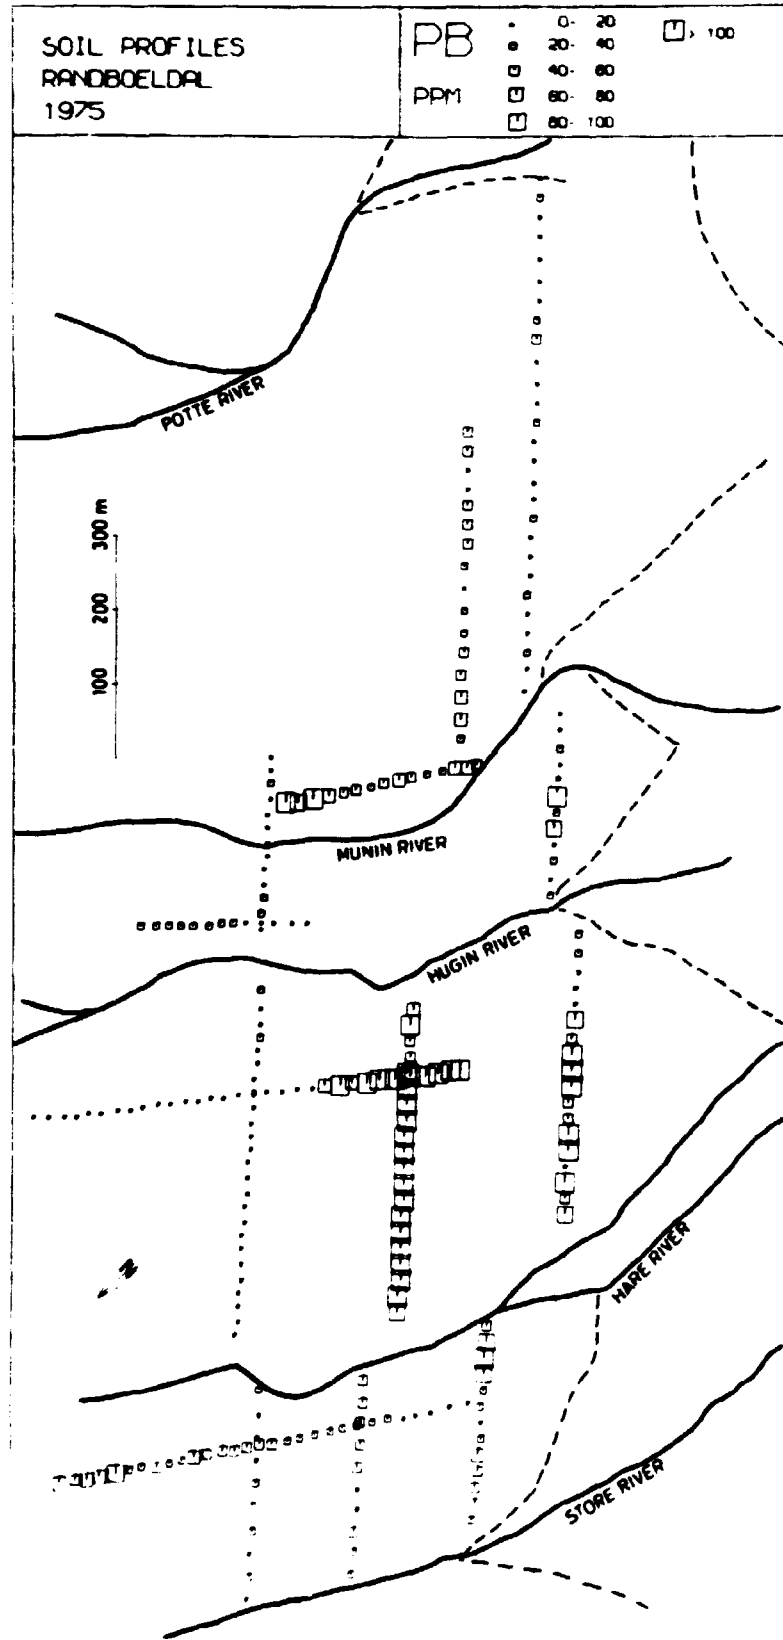 SOIL PROFILES
RANDBOELDAL
1975
PB
PPM
0- 20
20- 40
40- 60
60- 80
80- 100
> 100
POTTE RIVER
300 m
200
100
MUNIN RIVER
HUGIN RIVER
N
HARE RIVER
STORE RIVER